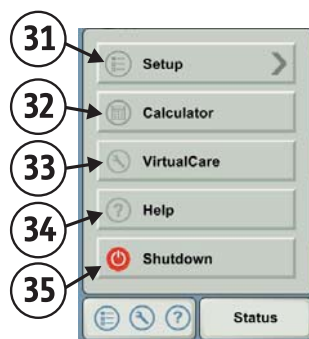 31 Setup
32 Calculator
33 VirtualCare
34 ? Help
35 Shutdown
? Status